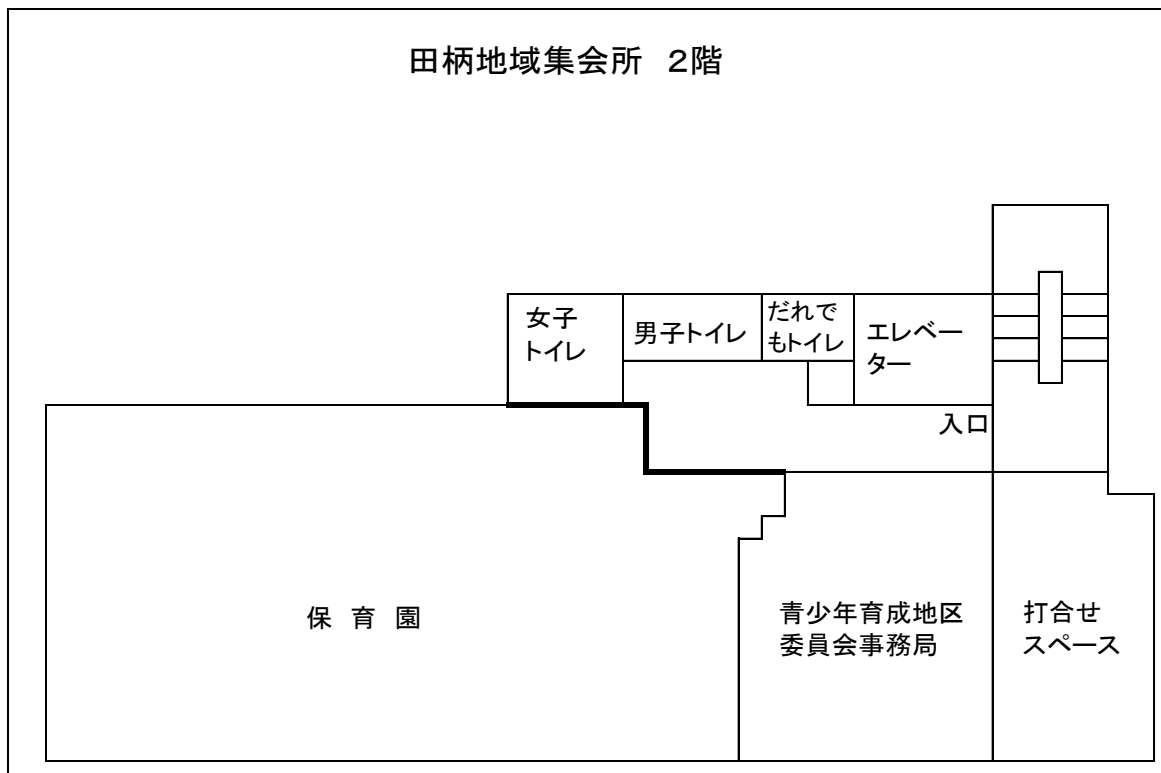 田柄地域集会所　２階
女子
トイレ
男子トイレ
だれで
もトイレ
エレベー
ター
入口
保　育　園
青少年育成地区
委員会事務局
打合せ
スペース